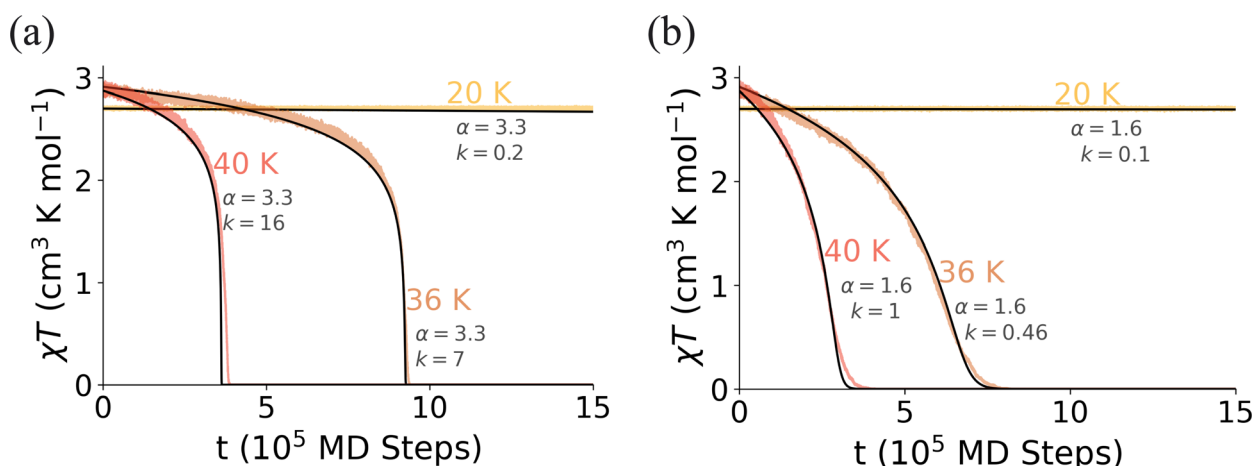 (a)
3
2
1
0
χT (cm³ K mol⁻¹)
20 K
α = 3.3
k = 0.2
40 K
α = 3.3
k = 16
36 K
α = 3.3
k = 7
0 5 10 15
t (10⁵ MD Steps)
(b)
3
2
1
0
χT (cm³ K mol⁻¹)
20 K
α = 1.6
k = 0.1
40 K
α = 1.6
k = 1
36 K
α = 1.6
k = 0.46
0 5 10 15
t (10⁵ MD Steps)